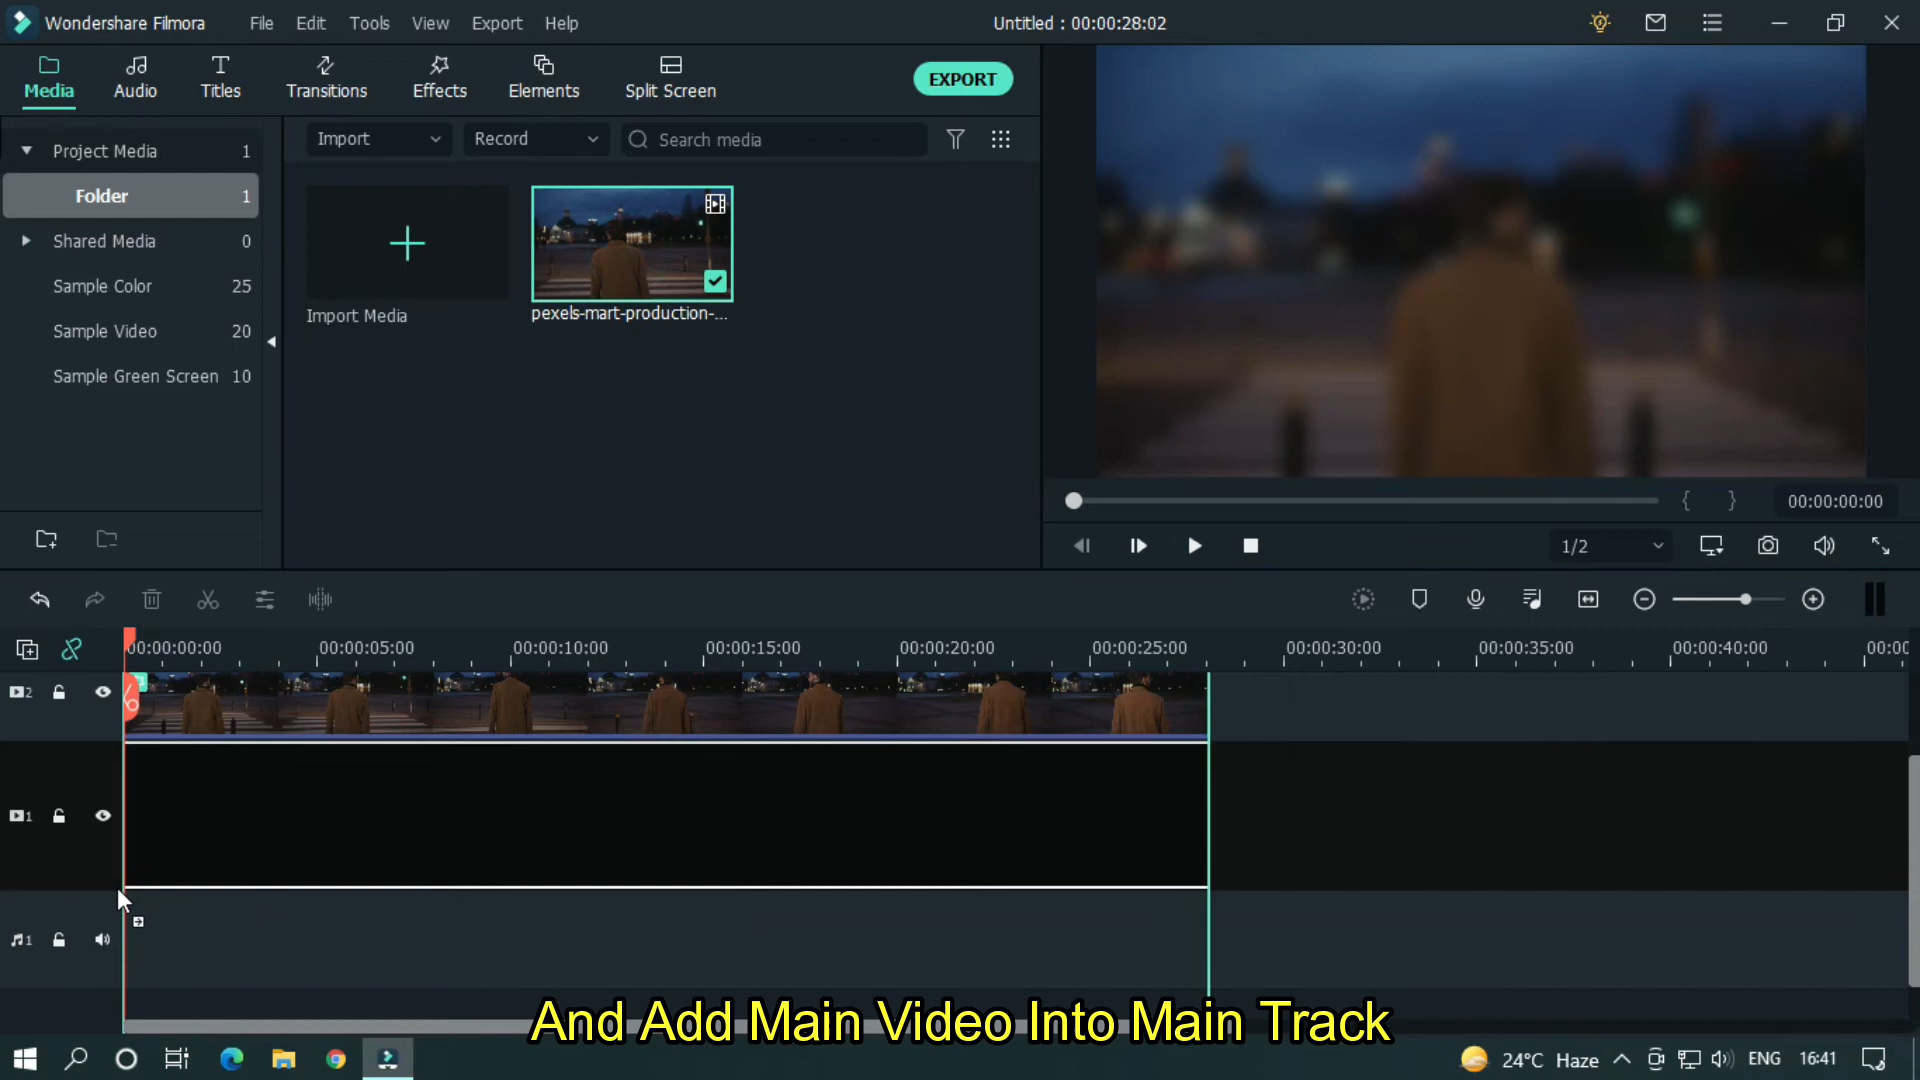 Wondershare Filmora
File
Edit
Tools
View
Export
Help
Untitled : 00:00:28:02
Media
Audio
Titles
Transitions
Effects
Elements
Split Screen
EXPORT
Project Media 1
Folder 1
Shared Media 0
Sample Color 25
Sample Video 20
Sample Green Screen 10
Import
Record
Search media
Import Media
pexels-mart-production-...
00:00:00:00
1/2
00:00:00:00
00:00:05:00
00:00:10:00
00:00:15:00
00:00:20:00
00:00:25:00
00:00:30:00
00:00:35:00
00:00:40:00
2
1
1
And Add Main Video Into Main Track
24°C Haze
ENG
16:41